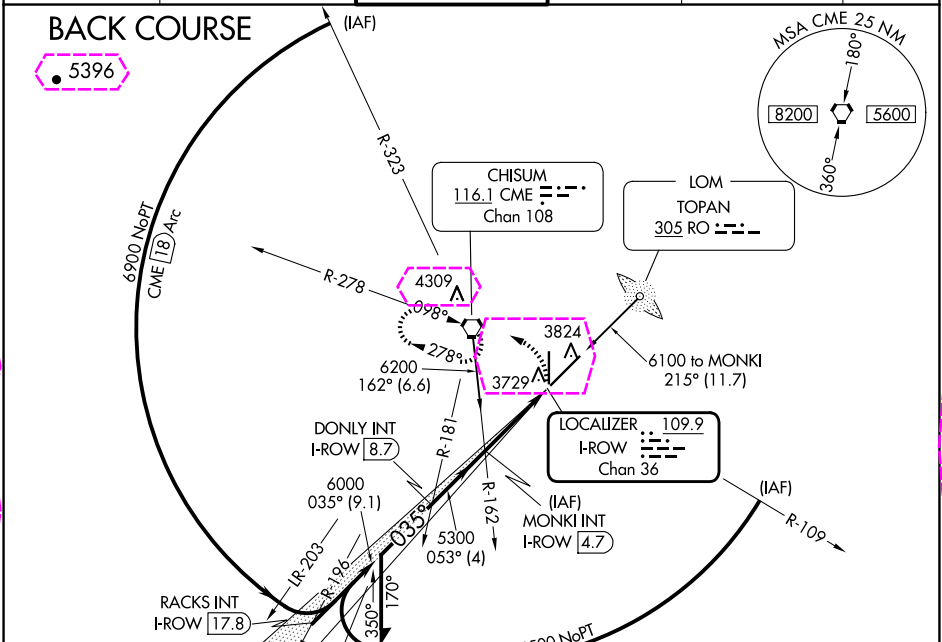 BACK COURSE
5396
(IAF)
MSA CME 25 NM
180°
8200
5600
360°
R-323
CHISUM
116.1 CME
Chan 108
LOM
TOPAN
305 RO
6900 NoPT
CME 18 Arc
R-278
4309
098°
278°
3824
3729
6200
162° (6.6)
6100 to MONKI
215° (11.7)
LOCALIZER 109.9
I-ROW
Chan 36
DONLY INT
I-ROW 8.7
R-181
R-162
(IAF)
R-109
6000
035° (9.1)
035°
5300
053° (4)
(IAF)
MONKI INT
I-ROW 4.7
LR-203
R-196
RACKS INT
I-ROW 17.8
350°
170°
NoPT